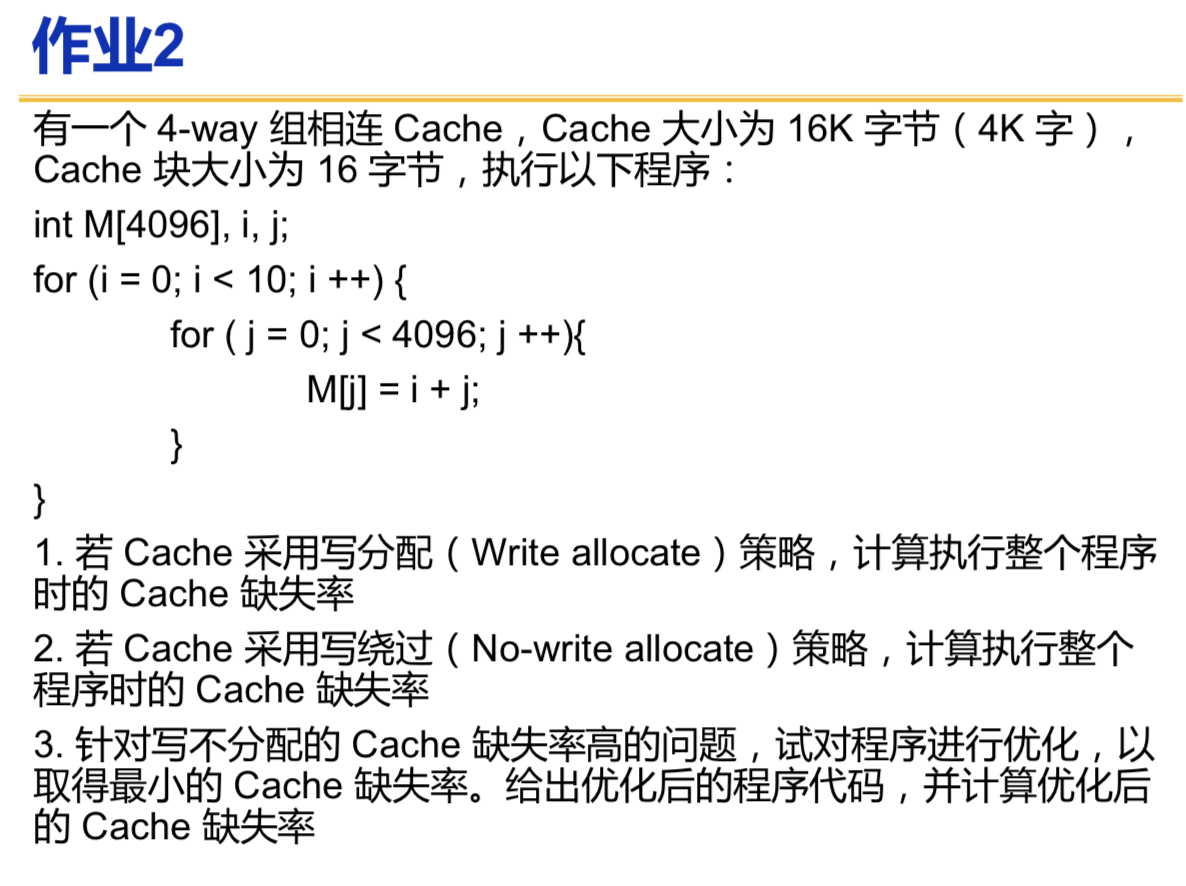 作业2
有一个 4-way 组相连 Cache，Cache 大小为 16K 字节（4K 字），
Cache 块大小为 16 字节，执行以下程序：
int M[4096], i, j;
for (i = 0; i < 10; i ++) {
for ( j = 0; j < 4096; j ++){
M[j] = i + j;
}
}
1. 若 Cache 采用写分配（Write allocate）策略，计算执行整个程序
时的 Cache 缺失率
2. 若 Cache 采用写绕过（No-write allocate）策略，计算执行整个
程序时的 Cache 缺失率
3. 针对写不分配的 Cache 缺失率高的问题，试对程序进行优化，以
取得最小的 Cache 缺失率。给出优化后的程序代码，并计算优化后
的 Cache 缺失率